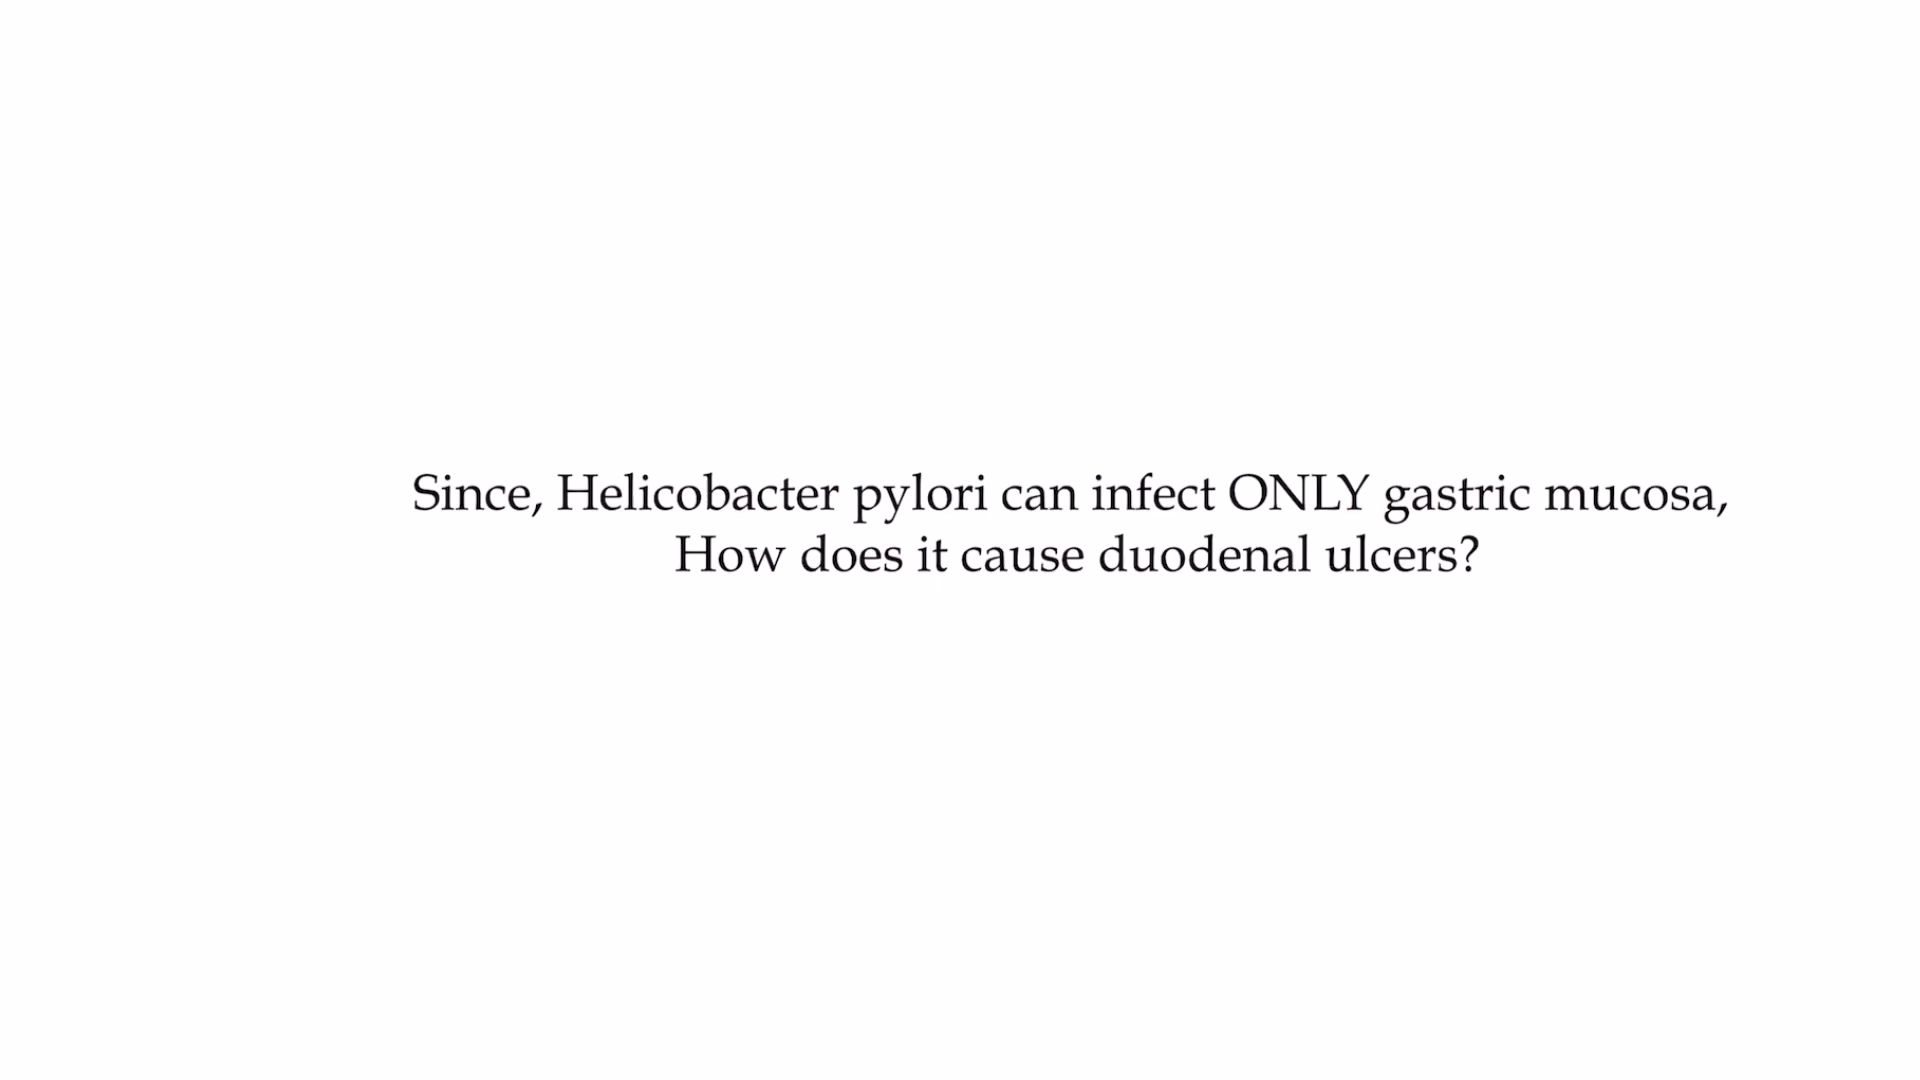 Since, Helicobacter pylori can infect ONLY gastric mucosa,
How does it cause duodenal ulcers?